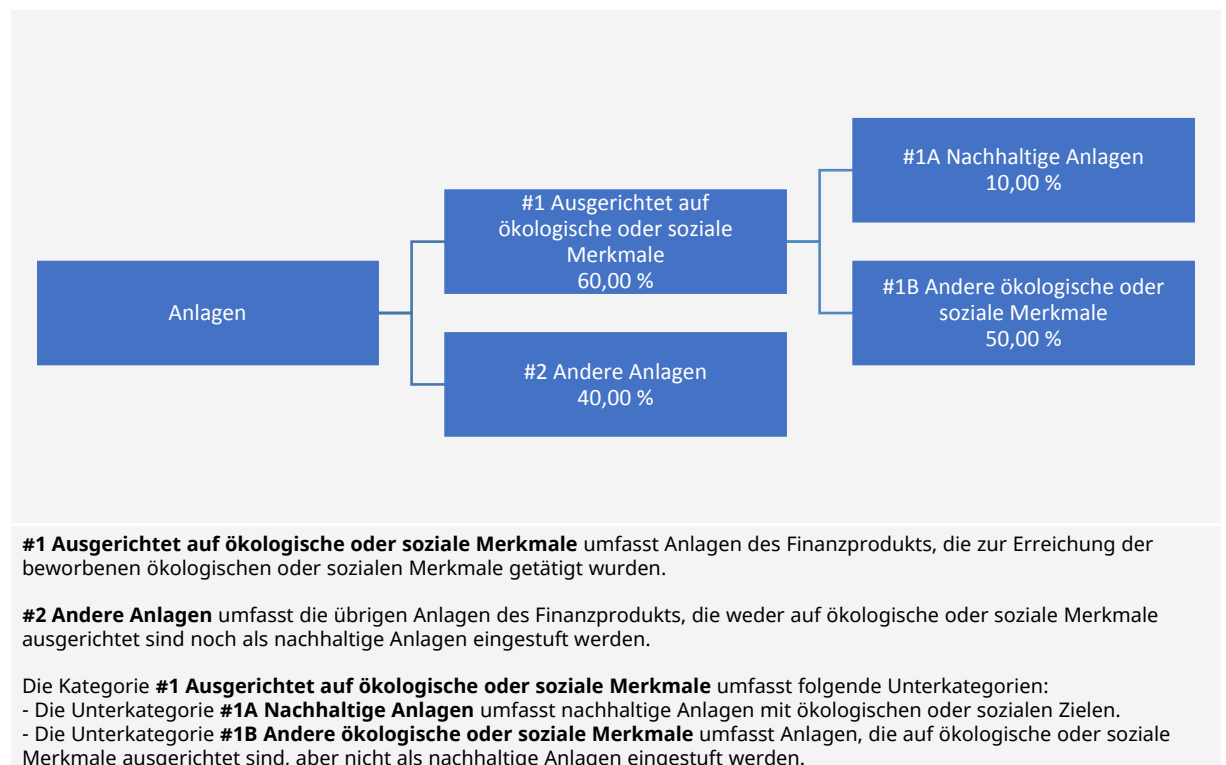 #1A Nachhaltige Anlagen
10,00 %
#1 Ausgerichtet auf
ökologische oder soziale
Merkmale
60,00 %
#1B Andere ökologische oder
soziale Merkmale
50,00 %
Anlagen
#2 Andere Anlagen
40,00 %
#1 Ausgerichtet auf ökologische oder soziale Merkmale umfasst Anlagen des Finanzprodukts, die zur Erreichung der
beworbenen ökologischen oder sozialen Merkmale getätigt wurden.
#2 Andere Anlagen umfasst die übrigen Anlagen des Finanzprodukts, die weder auf ökologische oder soziale Merkmale
ausgerichtet sind noch als nachhaltige Anlagen eingestuft werden.
Die Kategorie #1 Ausgerichtet auf ökologische oder soziale Merkmale umfasst folgende Unterkategorien:
- Die Unterkategorie #1A Nachhaltige Anlagen umfasst nachhaltige Anlagen mit ökologischen oder sozialen Zielen.
- Die Unterkategorie #1B Andere ökologische oder soziale Merkmale umfasst Anlagen, die auf ökologische oder soziale
Merkmale ausgerichtet sind, aber nicht als nachhaltige Anlagen eingestuft werden.